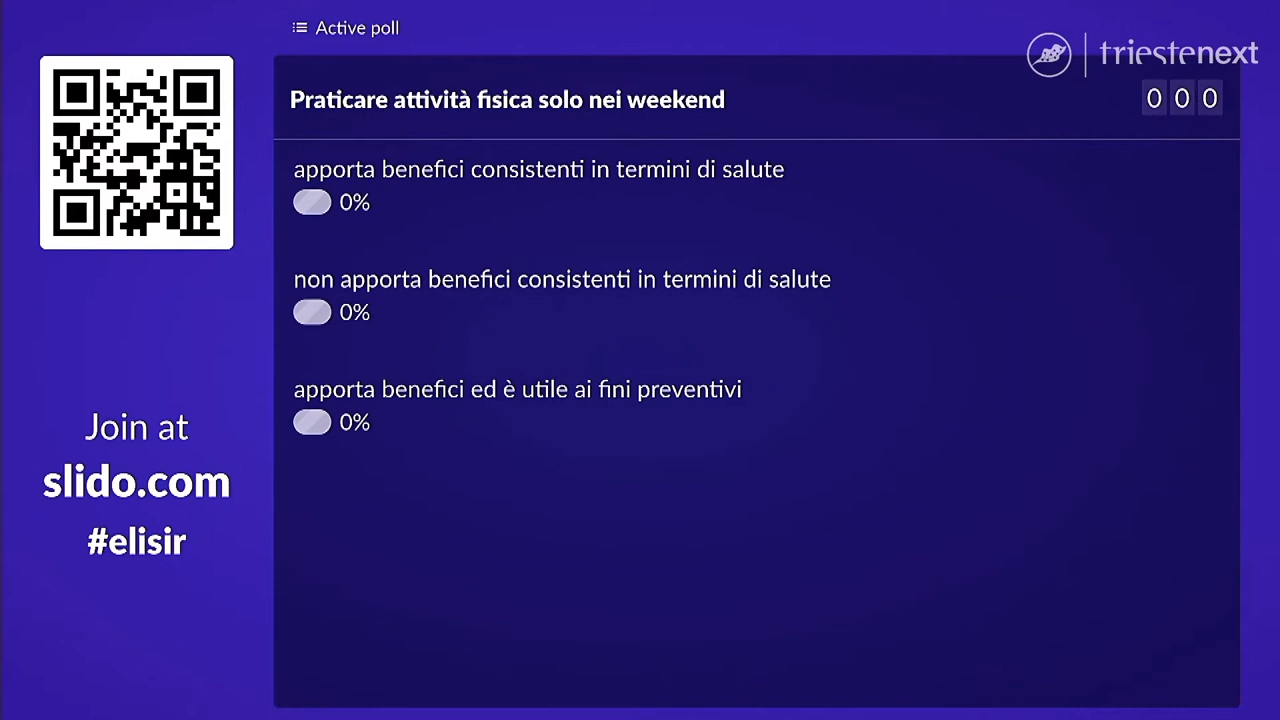 Active poll
triestenext
Praticare attività fisica solo nei weekend
000
apporta benefici consistenti in termini di salute
0%
non apporta benefici consistenti in termini di salute
0%
apporta benefici ed è utile ai fini preventivi
0%
Join at
slido.com
#elisir